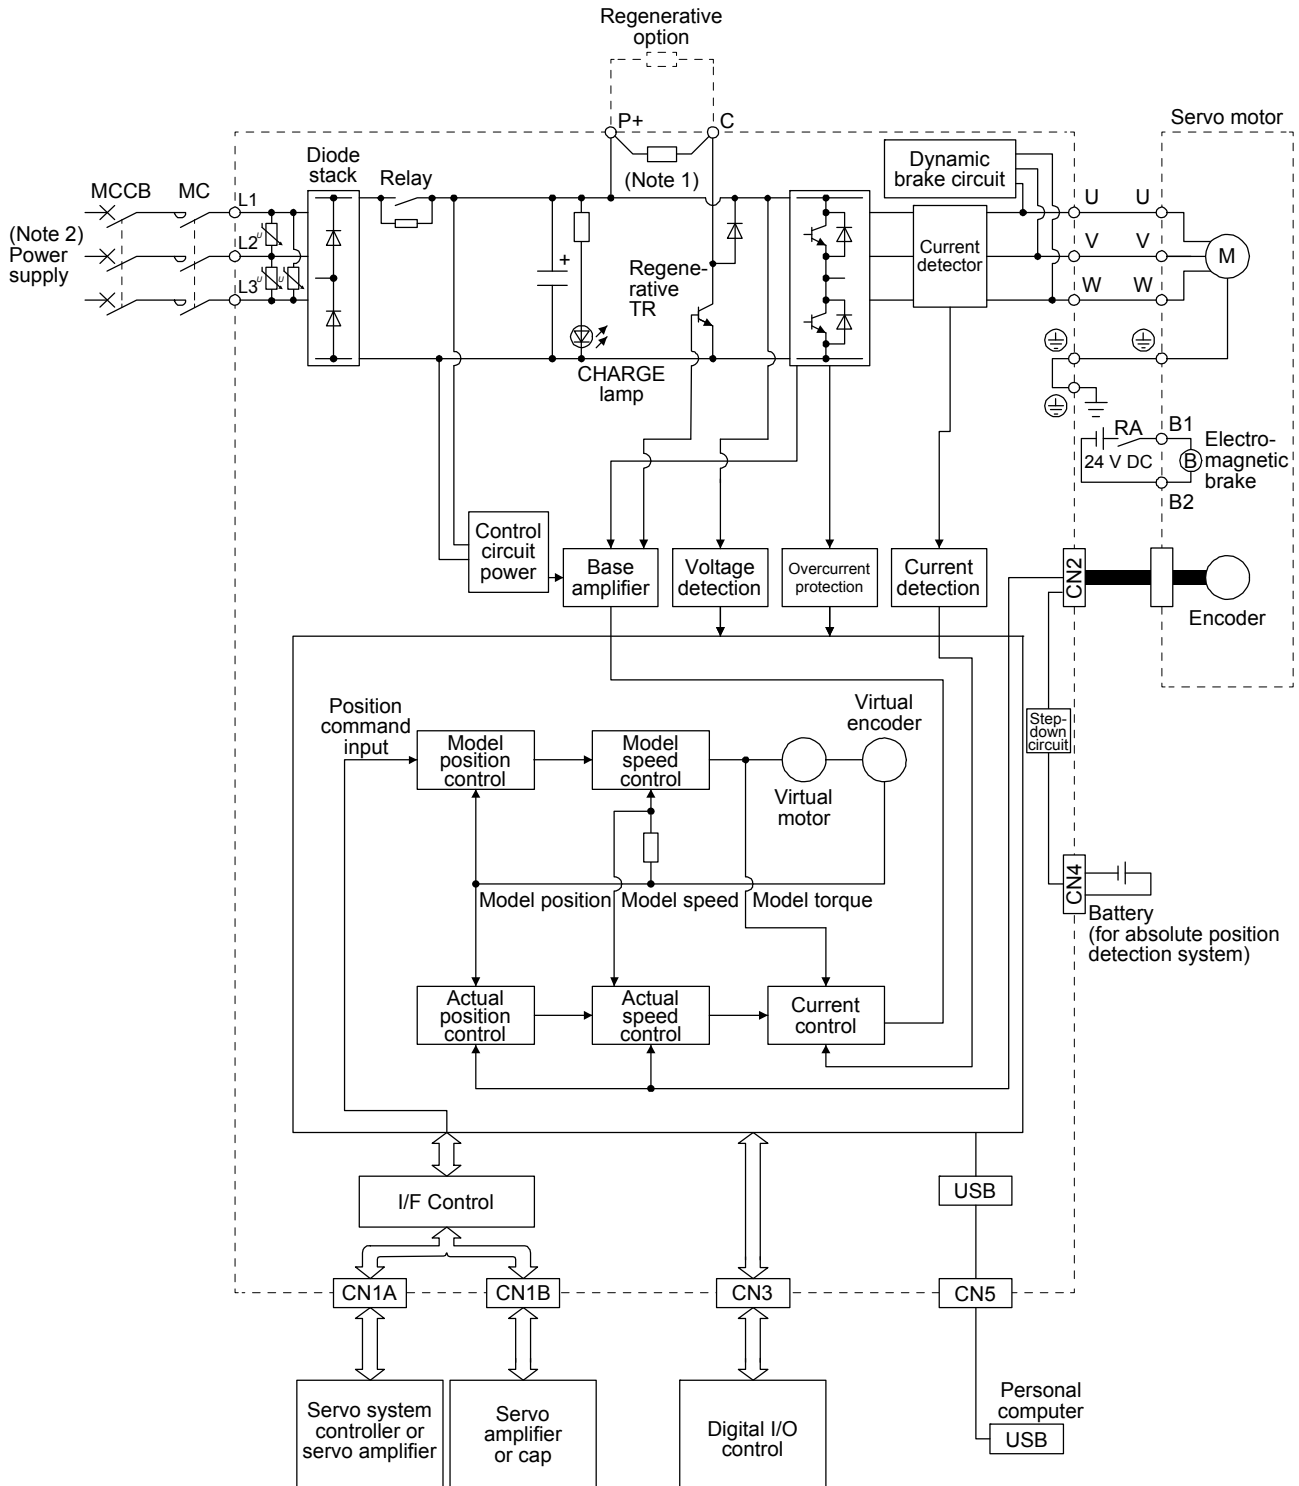 Regenerative
option
P+
C
Servo motor
Diode
stack
Relay
(Note 1)
Dynamic
brake circuit
MCCB
MC
L1
U
U
(Note 2)
Power
supply
L2
U
V
V
Current
detector
M
+
Regene-
rative
TR
L3
U
U
W
W
CHARGE
lamp
RA
B1
24 V DC
B
Electro-
magnetic
brake
B2
Control
circuit
power
Base
amplifier
Voltage
detection
Overcurrent
protection
Current
detection
CN2
Encoder
Position
command
input
Virtual
encoder
Step-
down
circuit
Model
position
control
Model
speed
control
Virtual
motor
CN4
Model position
Model speed
Model torque
Battery
(for absolute position
detection system)
Actual
position
control
Actual
speed
control
Current
control
I/F Control
USB
CN1A
CN1B
CN3
CN5
Servo system
controller or
servo amplifier
Servo
amplifier
or cap
Digital I/O
control
Personal
computer
USB